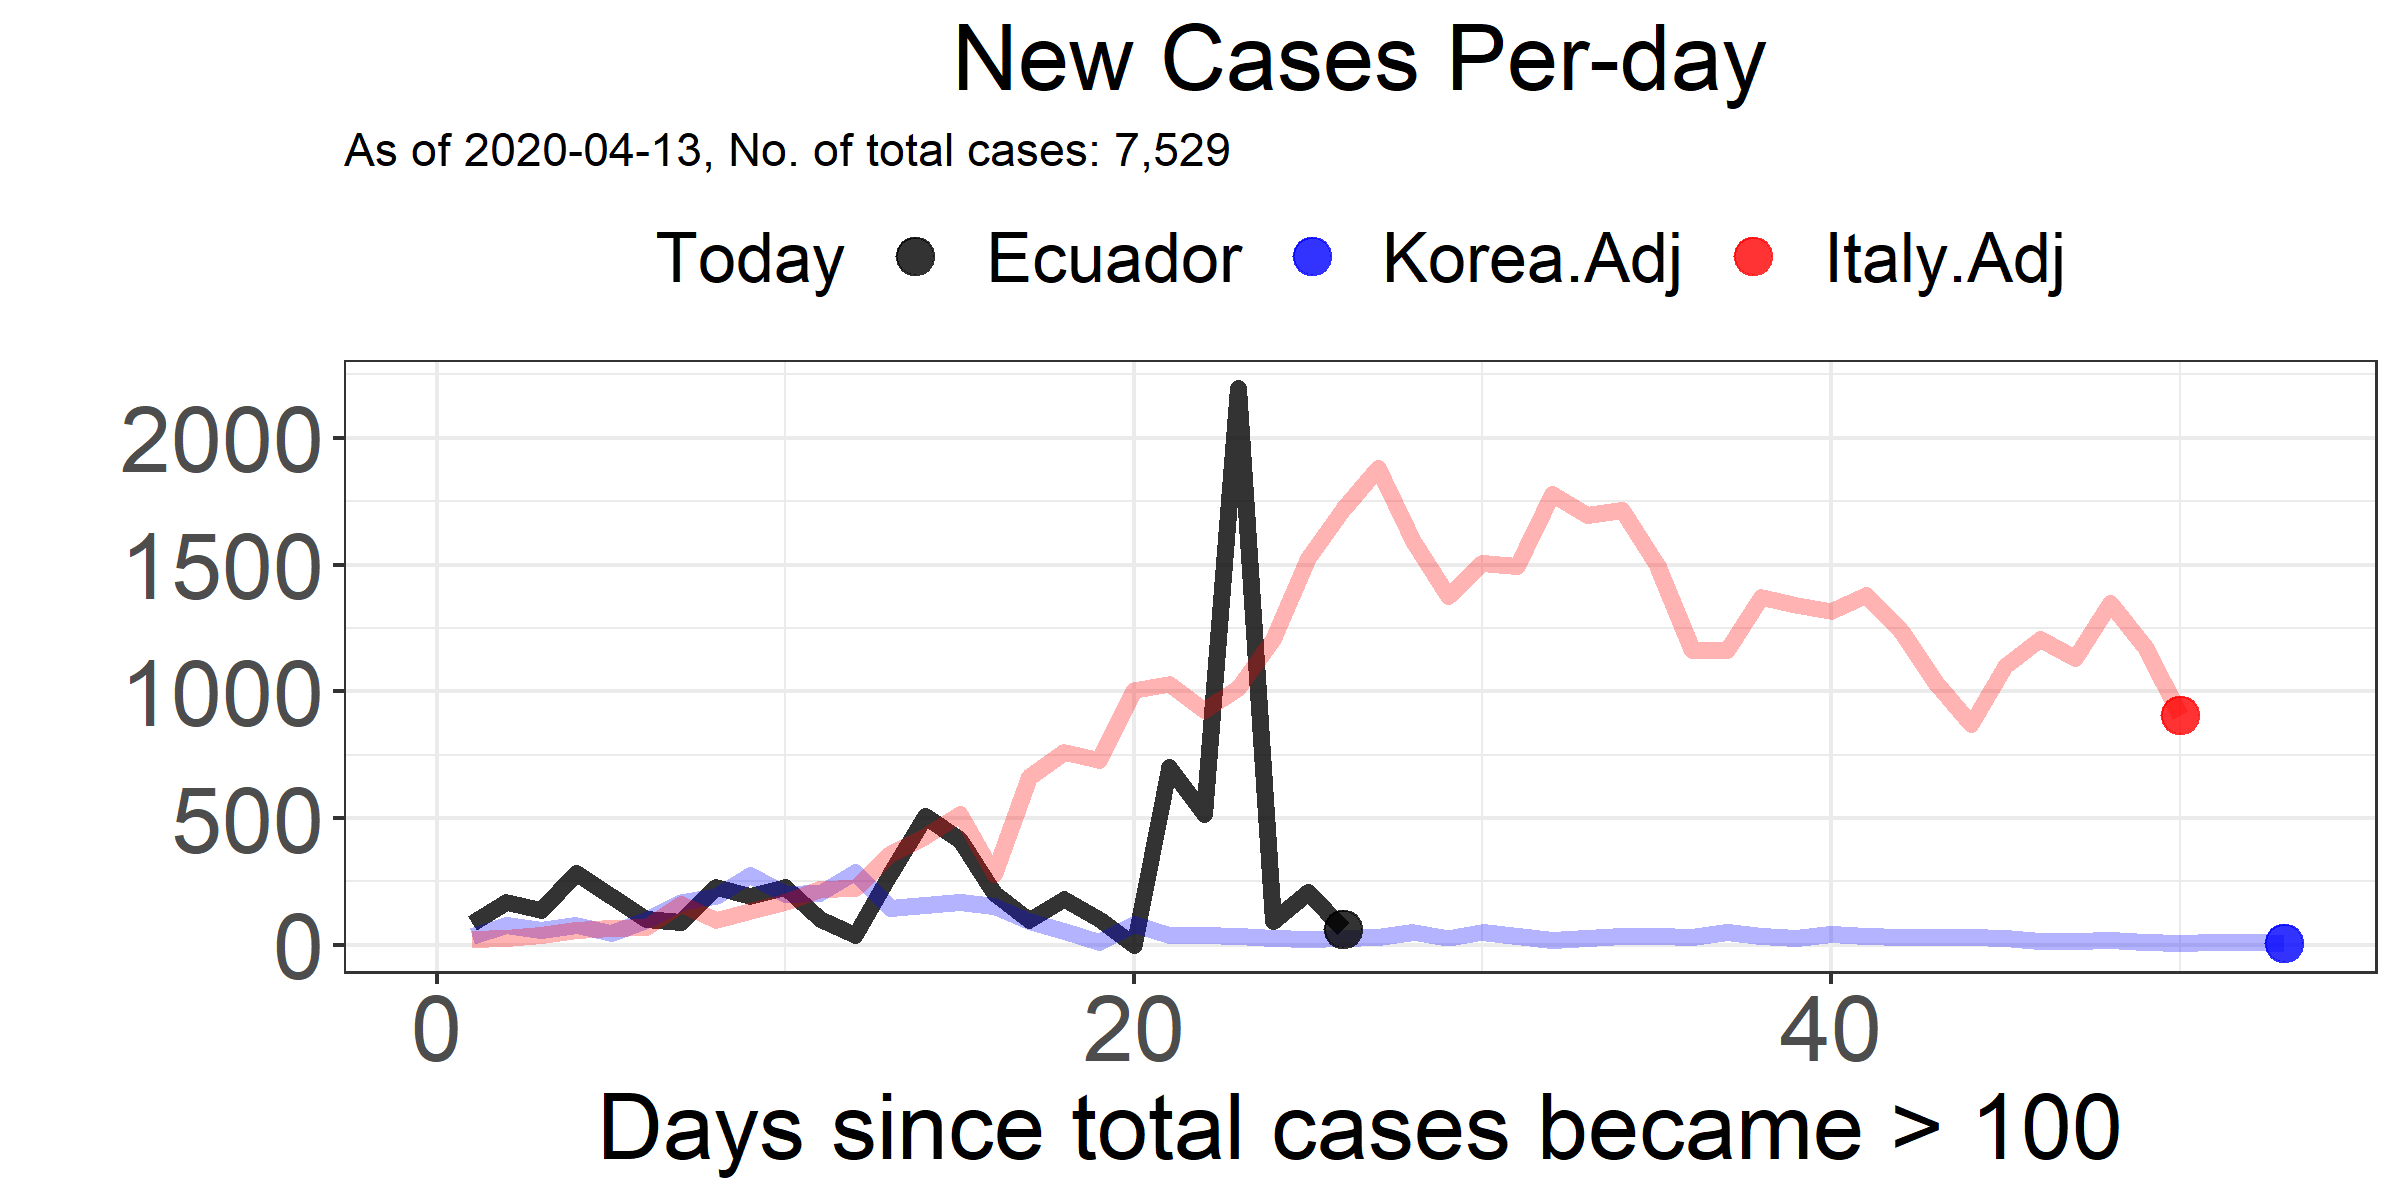 New Cases Per-day
As of 2020-04-13, No. of total cases: 7,529
Today Ecuador Korea.Adj Italy.Adj
2000
1500
1000
500
0
0 20 40
Days since total cases became > 100